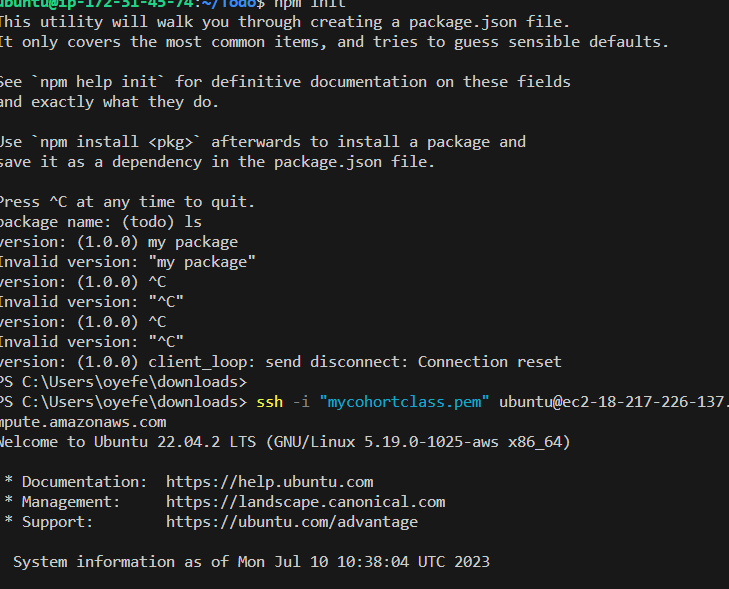 ubuntu@ip-172-31-45-74:~/Todo$ npm init
This utility will walk you through creating a package.json file.
It only covers the most common items, and tries to guess sensible defaults.
See `npm help init` for definitive documentation on these fields
and exactly what they do.
Use `npm install <pkg>` afterwards to install a package and
save it as a dependency in the package.json file.
Press ^C at any time to quit.
package name: (todo) ls
version: (1.0.0) my package
Invalid version: "my package"
version: (1.0.0) ^C
Invalid version: "^C"
version: (1.0.0) ^C
Invalid version: "^C"
version: (1.0.0) client_loop: send disconnect: Connection reset
PS C:\Users\oyefe\downloads>
PS C:\Users\oyefe\downloads> ssh -i "mycohortclass.pem" ubuntu@ec2-18-217-226-137.
mpute.amazonaws.com
Welcome to Ubuntu 22.04.2 LTS (GNU/Linux 5.19.0-1025-aws x86_64)
* Documentation: https://help.ubuntu.com
* Management: https://landscape.canonical.com
* Support: https://ubuntu.com/advantage
System information as of Mon Jul 10 10:38:04 UTC 2023